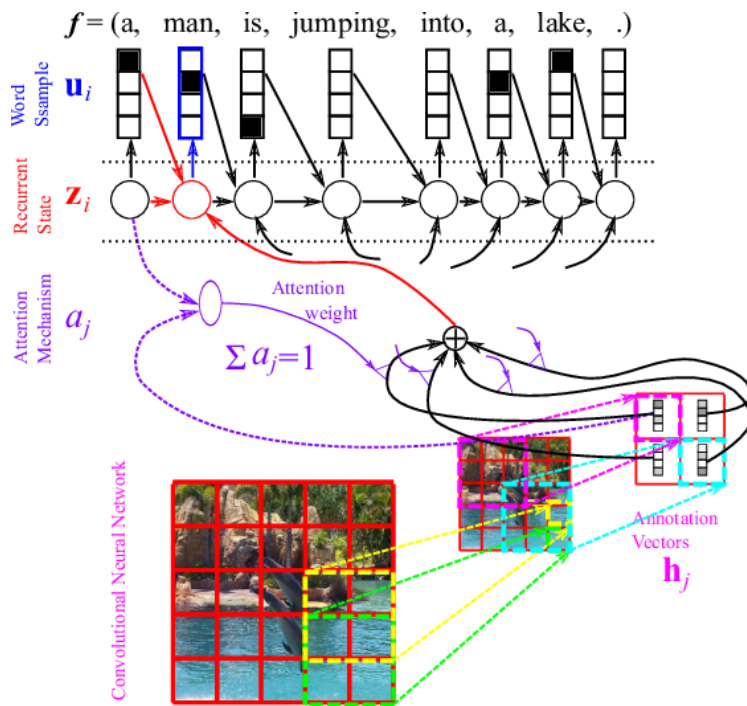 f = (a, man, is, jumping, into, a, lake, .)
Word
Ssample
u_i
Recurrent
State
z_i
Attention
Mechanism
a_j
Attention
weight
Σ a_j=1
Convolutional Neural Network
Annotation
Vectors
h_j